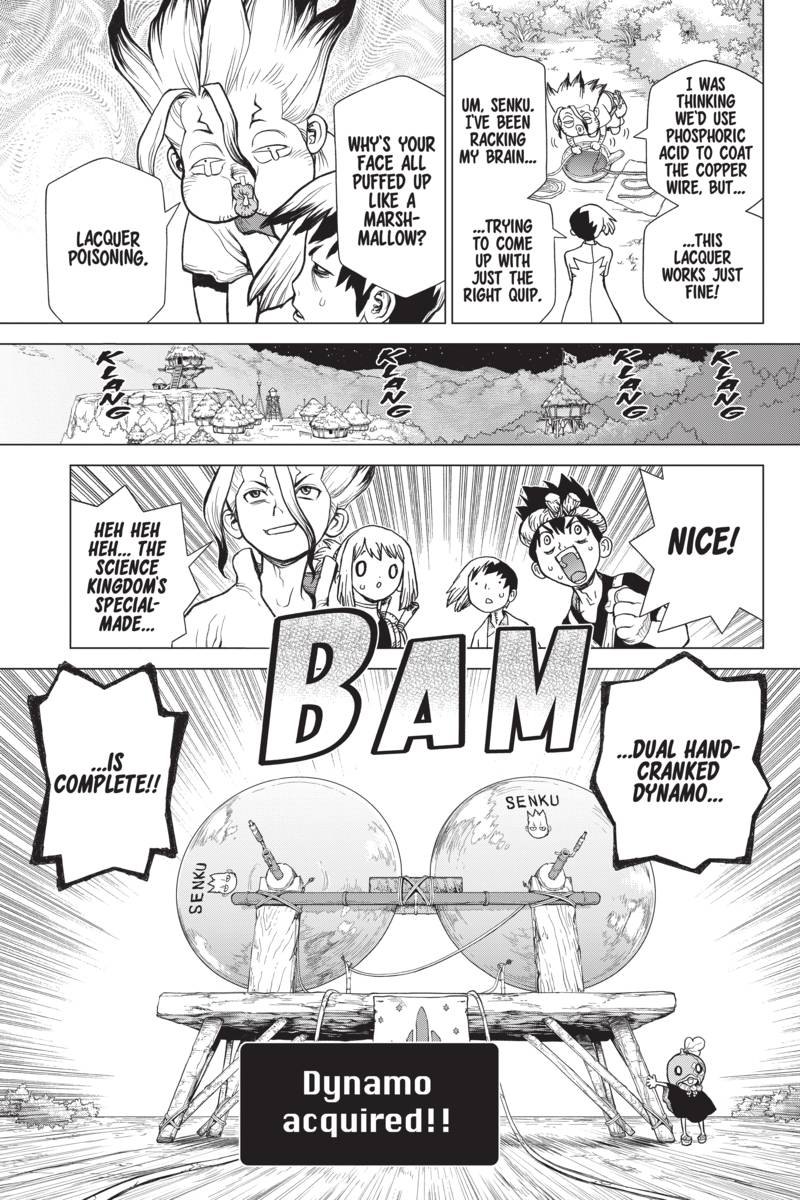 I WAS
THINKING
WE'D USE
PHOSPHORIC
ACID TO COAT
THE COPPER
WIRE, BUT...
...THIS
LACQUER
WORKS JUST
FINE!
UM, SENKU.
I'VE BEEN
RACKING
MY BRAIN...
...TRYING
TO COME
UP WITH
JUST THE
RIGHT QUIP.
WHY'S YOUR
FACE ALL
PUFFED UP
LIKE A
MARSH-
MALLOW?
LACQUER
POISONING.
KLANG
KLANG
KLANG
KLANG
NICE!
HEH HEH
HEH... THE
SCIENCE
KINGDOM'S
SPECIAL-
MADE...
BAM
...DUAL HAND-
CRANKED
DYNAMO...
...IS
COMPLETE!!
SENKU
SENKU
Dynamo
acquired!!